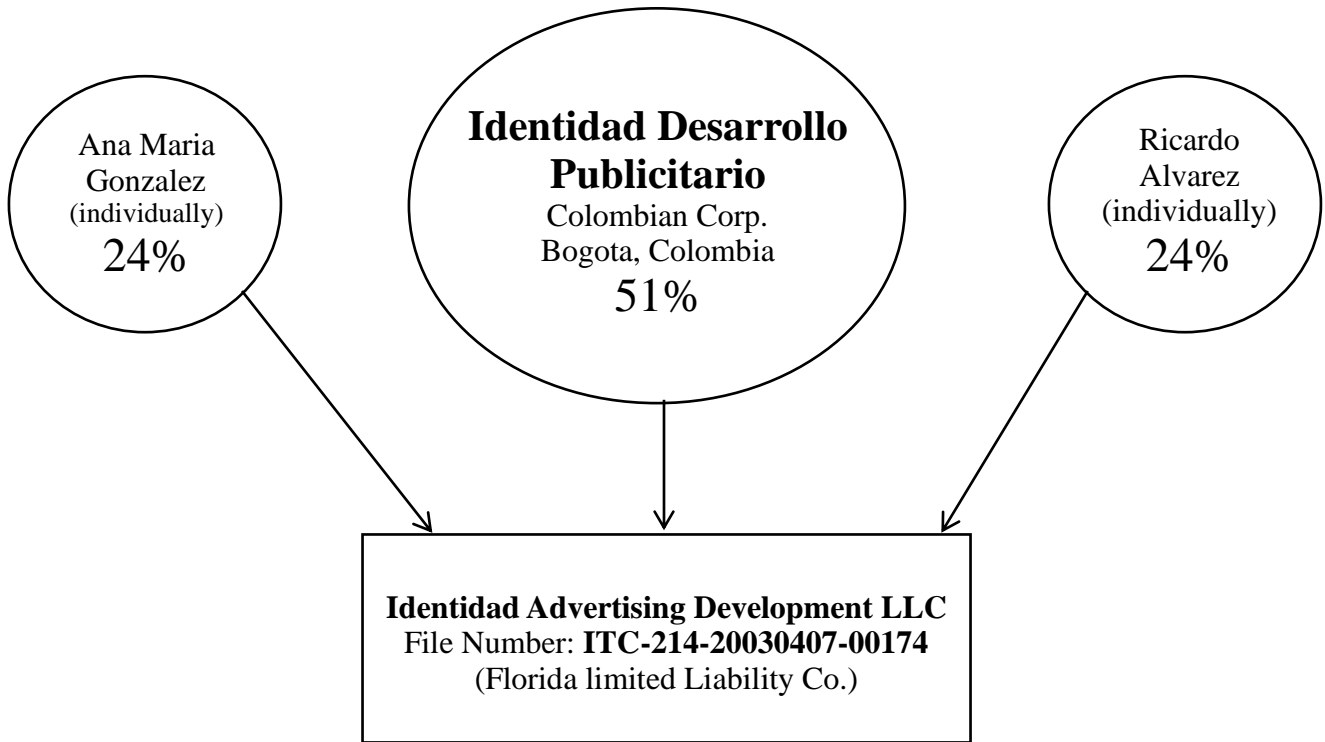 Ana Maria
Gonzalez
(individually)
24%
Identidad Desarrollo
Publicitario
Colombian Corp.
Bogota, Colombia
51%
Ricardo
Alvarez
(individually)
24%
Identidad Advertising Development LLC
File Number: ITC-214-20030407-00174
(Florida limited Liability Co.)